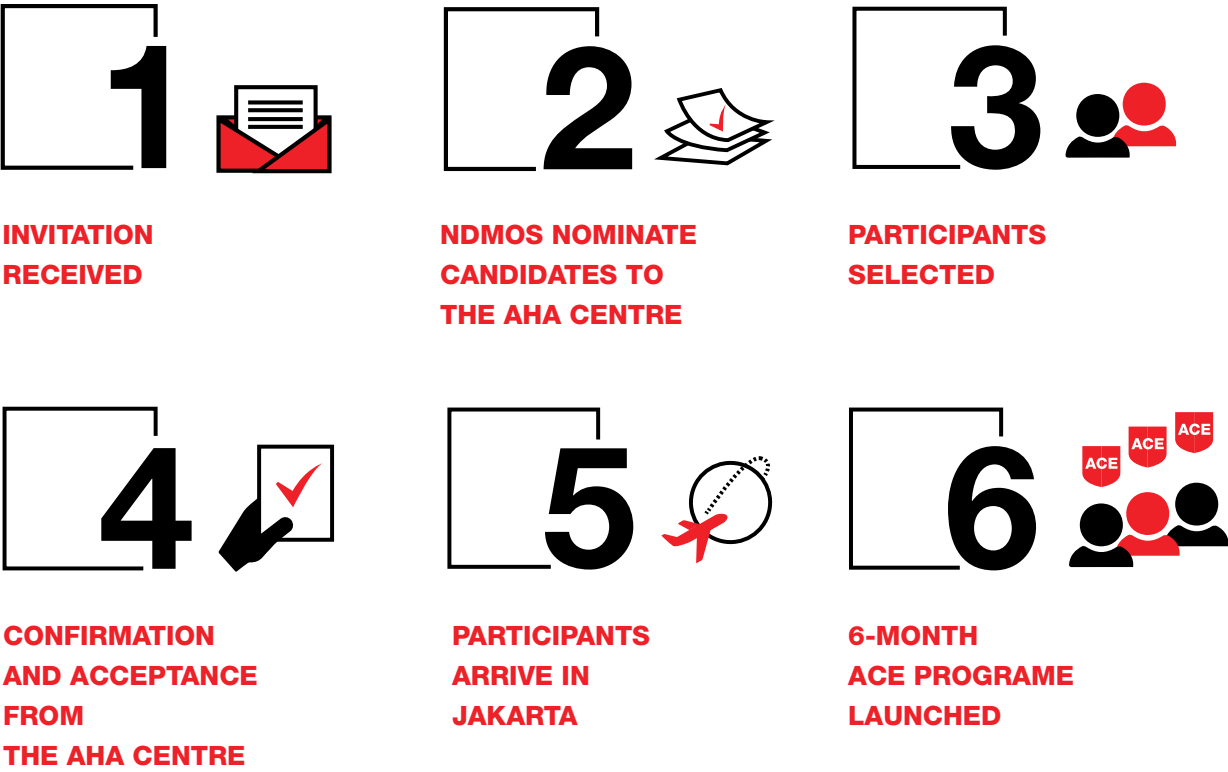 1
INVITATION
RECEIVED
2
NDMOS NOMINATE
CANDIDATES TO
THE AHA CENTRE
3
PARTICIPANTS
SELECTED
4
CONFIRMATION
AND ACCEPTANCE
FROM
THE AHA CENTRE
5
PARTICIPANTS
ARRIVE IN
JAKARTA
6
ACE
ACE
ACE
6-MONTH
ACE PROGRAME
LAUNCHED